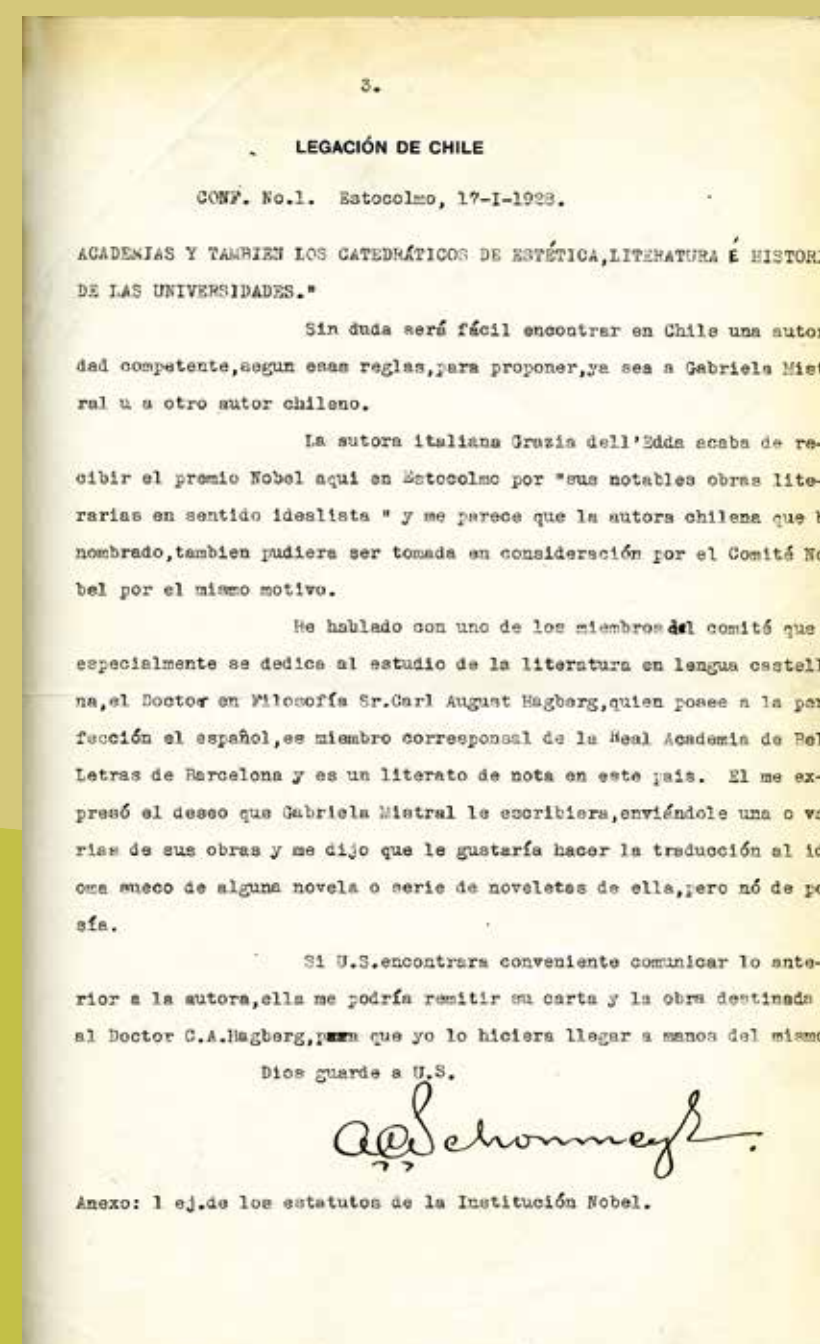 3.
LEGACIÓN DE CHILE
CONF. No.1. Estocolmo, 17-I-1928.
ACADEMIAS Y TAMBIEN LOS CATEDRÁTICOS DE ESTÉTICA,LITERATURA É HISTORI
DE LAS UNIVERSIDADES."
Sin duda será fácil encontrar en Chile una autor
dad competente,segun esas reglas,para proponer,ya sea a Gabriela Mist
ral u a otro autor chileno.
La autora italiana Grazia dell'Edda acaba de re-
cibir el premio Nobel aqui en Estocolmo por "sus notables obras lite-
rarias en sentido idealista " y me parece que la autora chilena que h
nombrado,tambien pudiera ser tomada en consideración por el Comité No
bel por el mismo motivo.
He hablado con uno de los miembros del comité que
especialmente se dedica al estudio de la literatura en lengua castell
na,el Doctor en Filosofía Sr.Carl August Hagberg,quien posee a la per
fección el español,es miembro corresponsal de la Real Academia de Bel
Letras de Barcelona y es un literato de nota en este pais. El me ex-
presó el deseo que Gabriela Mistral le escribiera,enviándole una o va
rias de sus obras y me dijo que le gustaría hacer la traducción al id
oma sueco de alguna novela o serie de noveletas de ella,pero nó de po
sía.
Si U.S.encontrara conveniente comunicar lo ante-
rior a la autora,ella me podría remitir su carta y la obra destinada
al Doctor C.A.Hagberg,para que yo lo hiciera llegar a manos del mismo
Dios guarde a U.S.
Anexo: 1 ej.de los estatutos de la Institución Nobel.